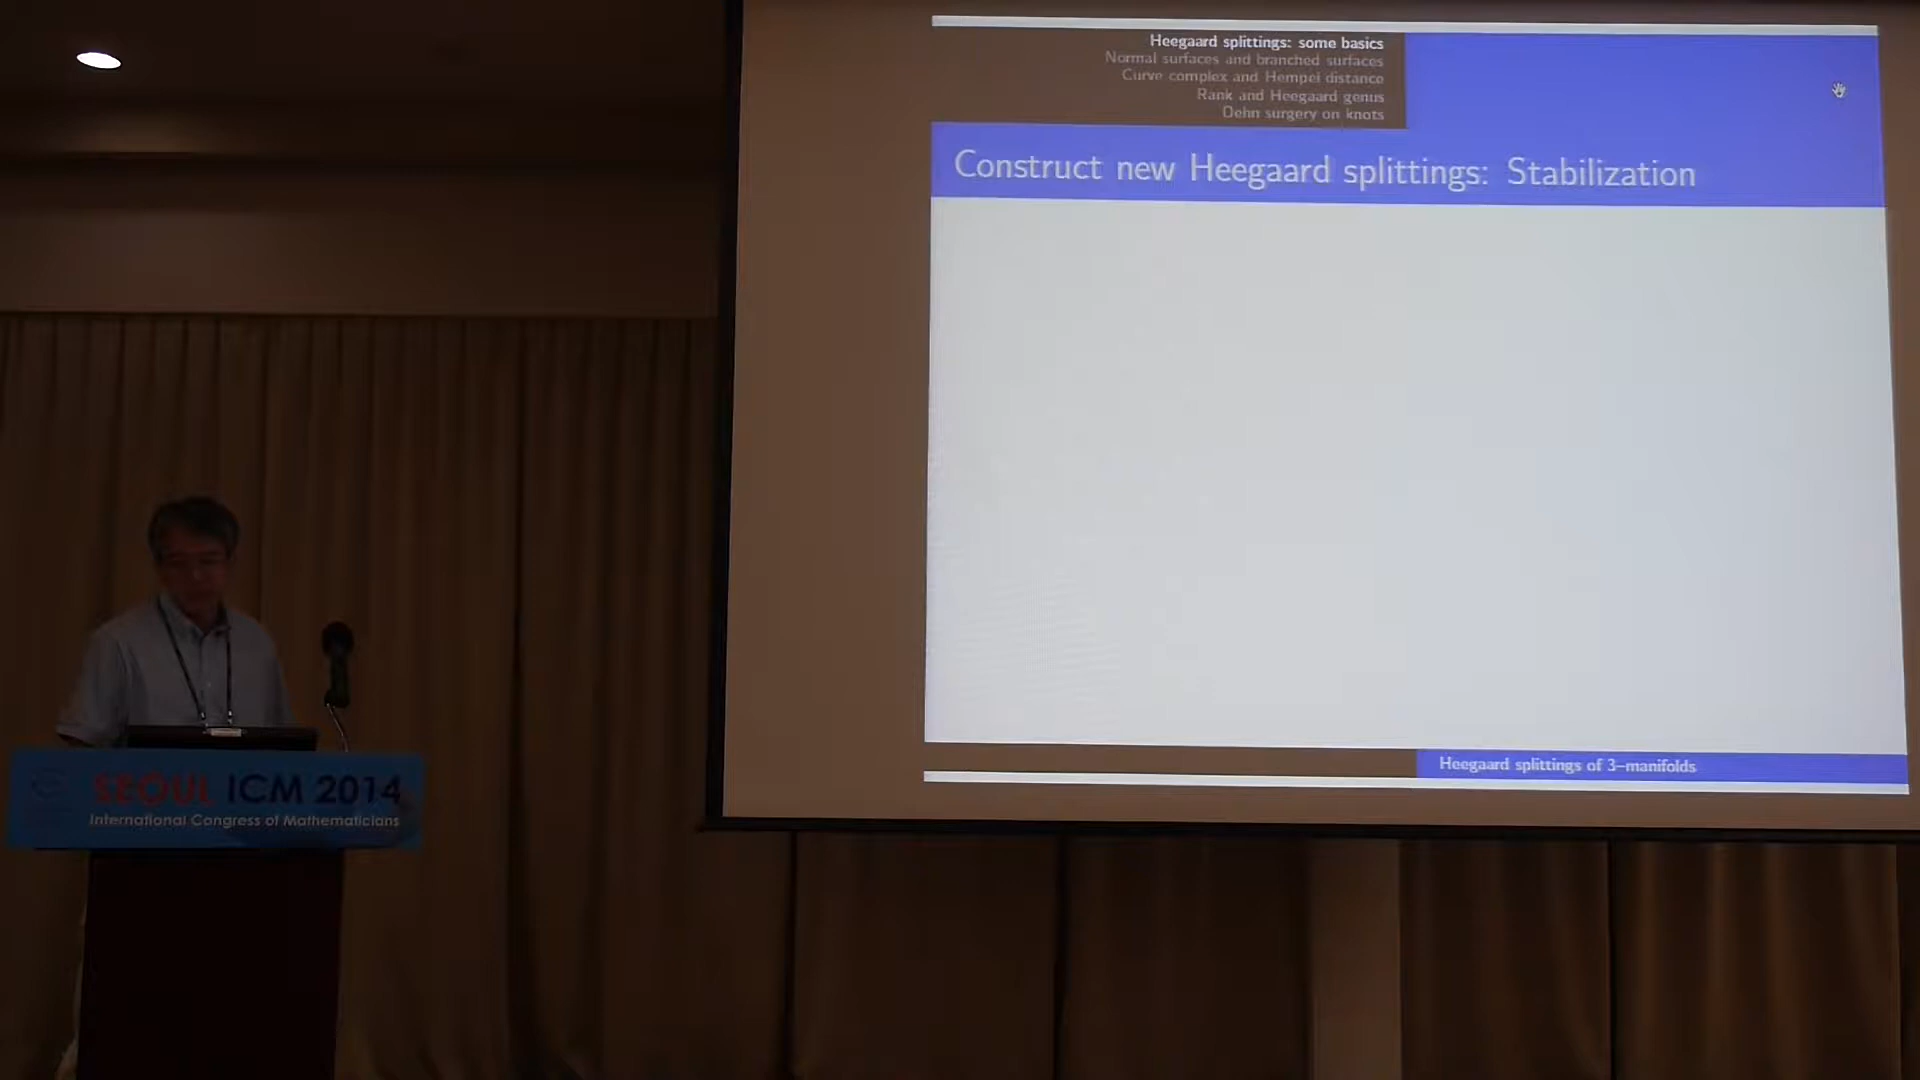 Heegaard splittings: some basics
Normal surfaces and branched surfaces
Curve complex and Hempel distance
Rank and Heegaard genus
Dehn surgery on knots
Construct new Heegaard splittings: Stabilization
Heegaard splittings of 3–manifolds
SEOUL ICM 2014
International Congress of Mathematicians